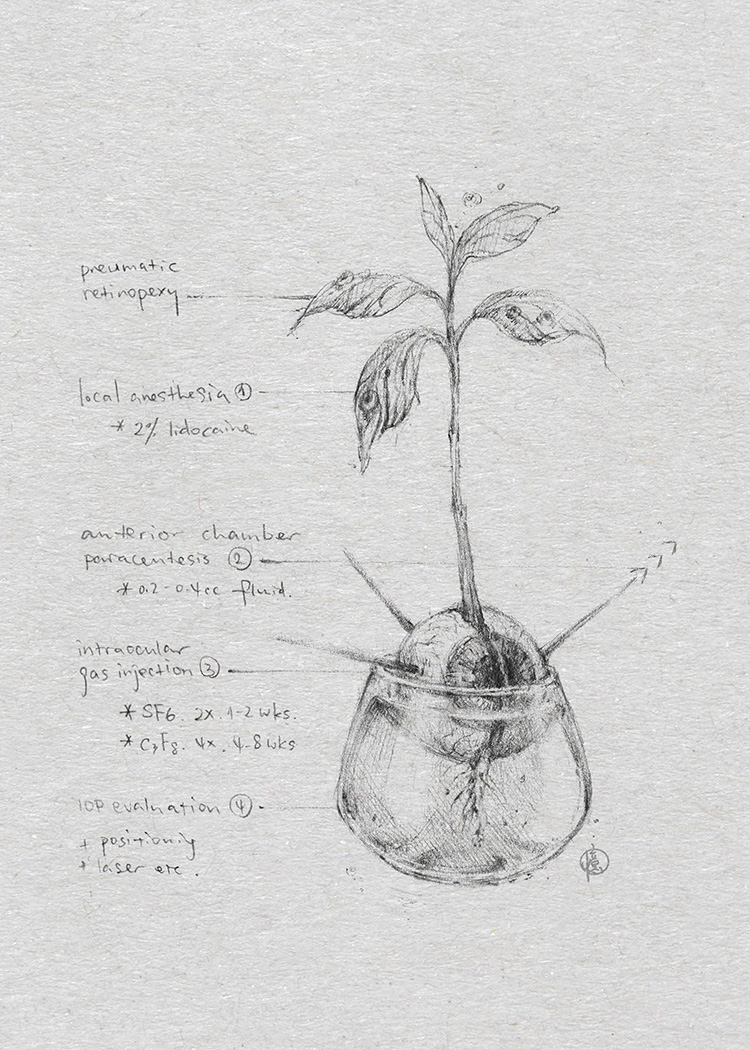 pneumatic
retinopexy
local anesthesia ①
* 2% lidocaine
anterior chamber
paracentesis ②
* 0.2-0.4cc fluid.
intraocular
gas injection ③
* SF6. 2x. 1-2 wks.
* C3F8. 4x. 4-8 wks
IOP evaluation ④
+ positioning
+ laser etc.